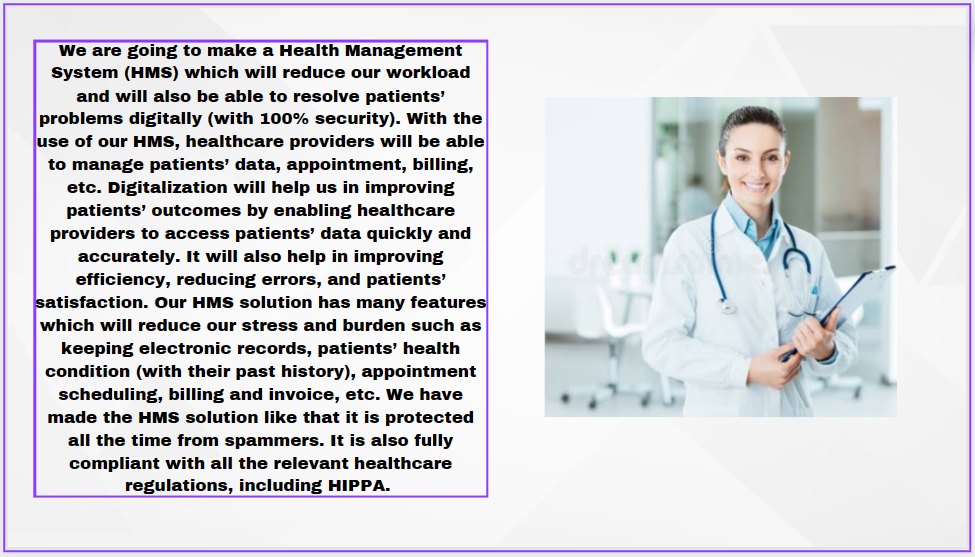 We are going to make a Health Management
System (HMS) which will reduce our workload
and will also be able to resolve patients’
problems digitally (with 100% security). With the
use of our HMS, healthcare providers will be able
to manage patients’ data, appointment, billing,
etc. Digitalization will help us in improving
patients’ outcomes by enabling healthcare
providers to access patients’ data quickly and
accurately. It will also help in improving
efficiency, reducing errors, and patients’
satisfaction. Our HMS solution has many features
which will reduce our stress and burden such as
keeping electronic records, patients’ health
condition (with their past history), appointment
scheduling, billing and invoice, etc. We have
made the HMS solution like that it is protected
all the time from spammers. It is also fully
compliant with all the relevant healthcare
regulations, including HIPPA.